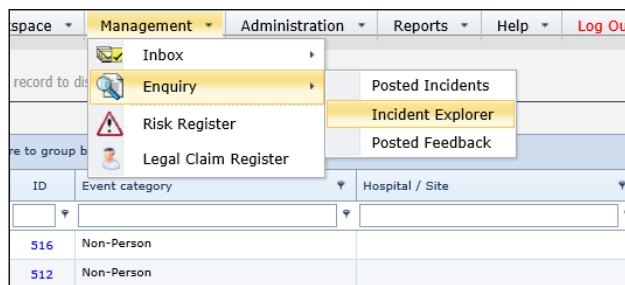 Management Administration Reports Help Log Ou
Inbox
record to dis
Enquiry
Posted Incidents
Incident Explorer
Risk Register
Posted Feedback
re to group b
Legal Claim Register
ID Event category Hospital / Site
516 Non-Person
512 Non-Person